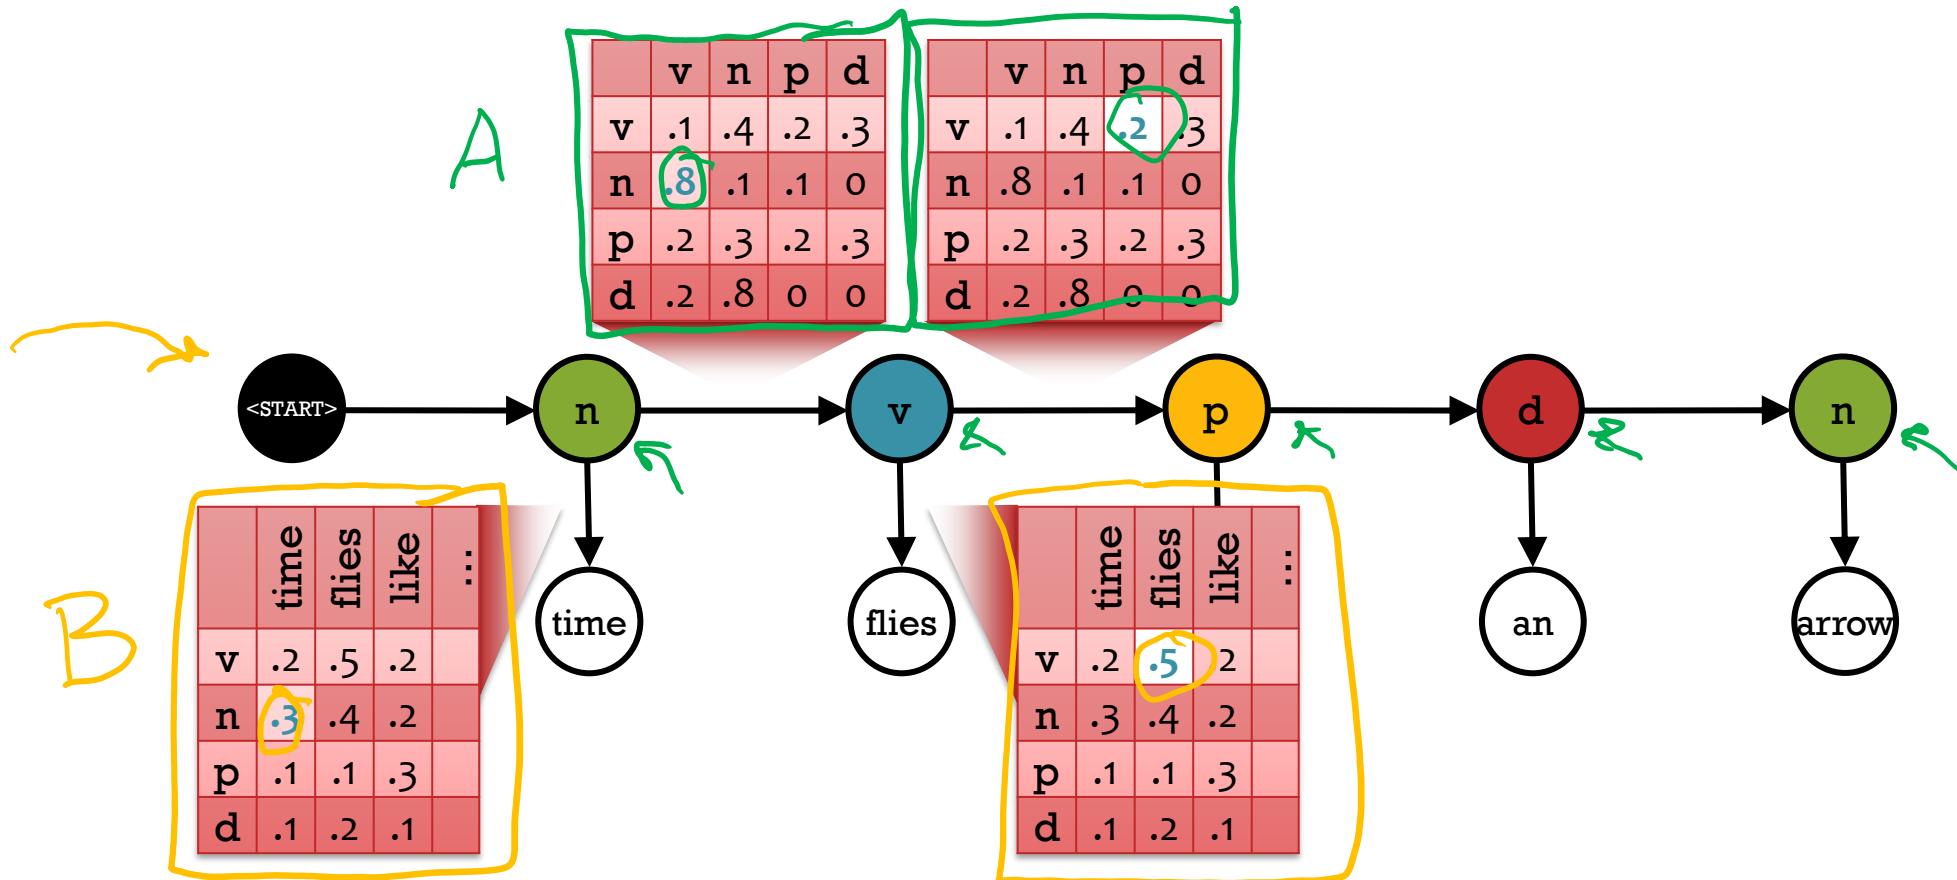 A
v n p d
v .1 .4 .2 .3
n .8 .1 .1 0
p .2 .3 .2 .3
d .2 .8 0 0
v n p d
v .1 .4 .2 .3
n .8 .1 .1 0
p .2 .3 .2 .3
d .2 .8 0 0
<START> n v p d n
B
time flies like ...
v .2 .5 .2
n .3 .4 .2
p .1 .1 .3
d .1 .2 .1
time
flies
time flies like ...
v .2 .5 2
n .3 .4 .2
p .1 .1 .3
d .1 .2 .1
an
arrow